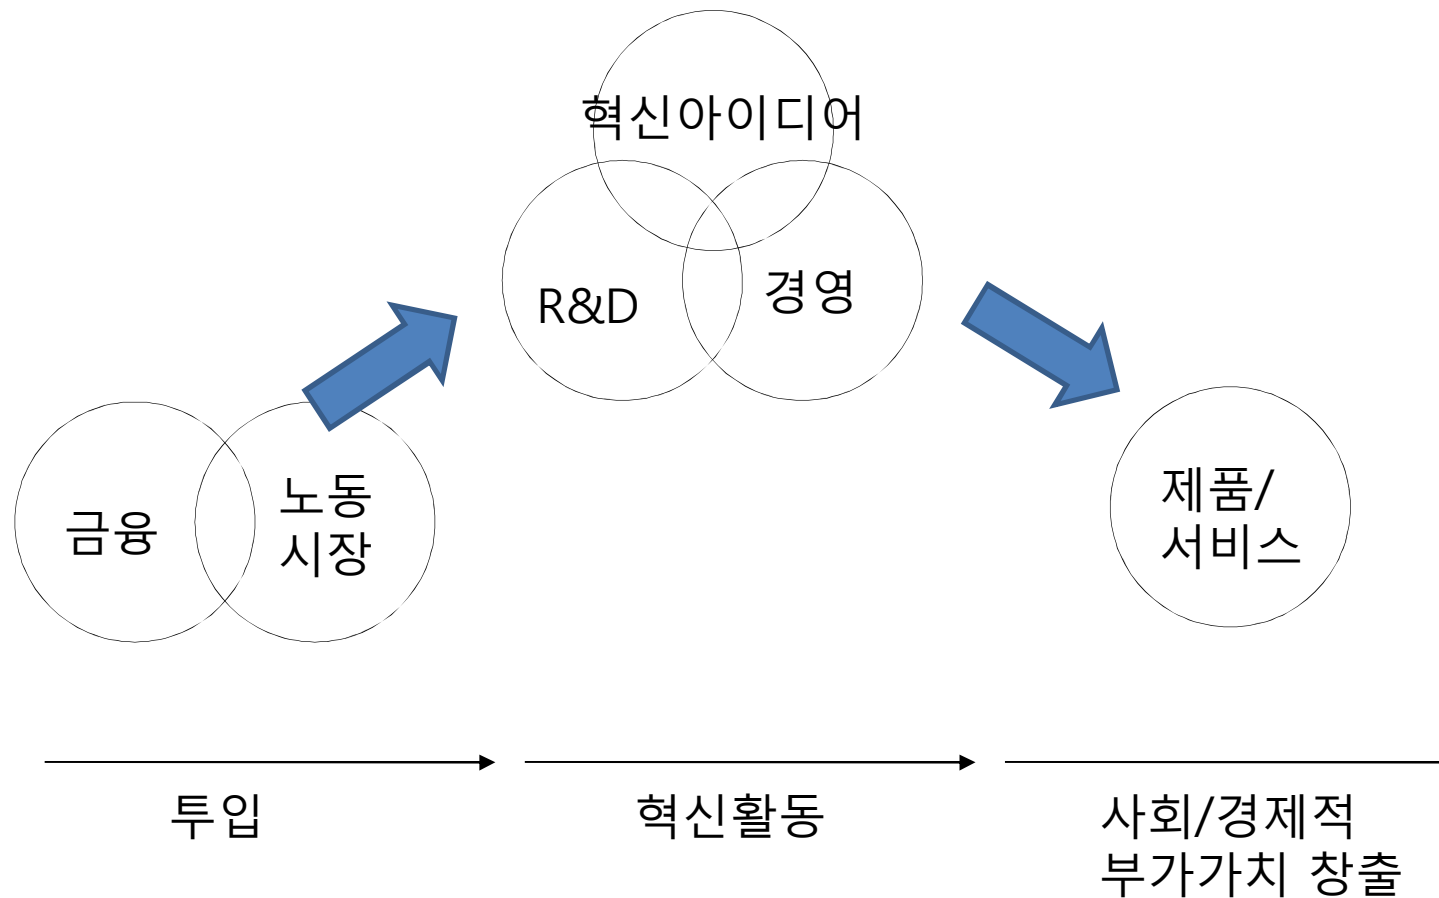 혁신아이디어
R&D
경영
금융
노동
시장
제품/
서비스
투입
혁신활동
사회/경제적
부가가치 창출